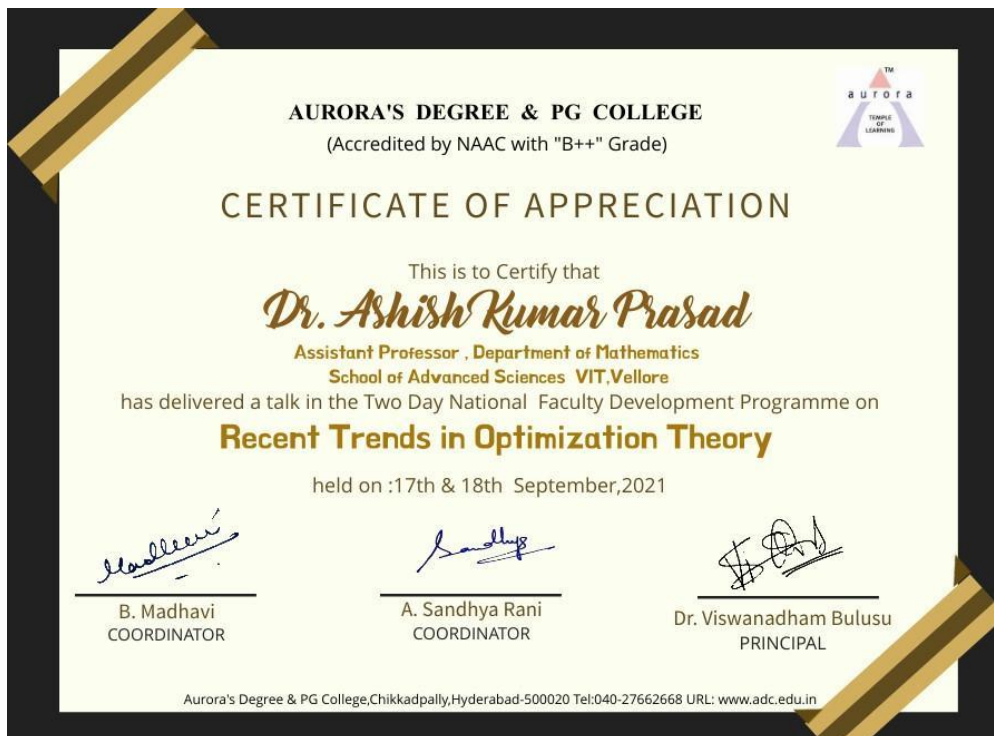 AURORA'S DEGREE & PG COLLEGE
(Accredited by NAAC with "B++" Grade)
TM
aurora
TEMPLE
OF
LEARNING
CERTIFICATE OF APPRECIATION
This is to Certify that
Dr. Ashish Kumar Prasad
Assistant Professor , Department of Mathematics
School of Advanced Sciences VIT,Vellore
has delivered a talk in the Two Day National Faculty Development Programme on
Recent Trends in Optimization Theory
held on :17th & 18th September,2021
Madhavi
Sandhya
B. Madhavi
COORDINATOR
A. Sandhya Rani
COORDINATOR
Dr. Viswanadham Bulusu
PRINCIPAL
Aurora's Degree & PG College,Chikkadpally,Hyderabad-500020 Tel:040-27662668 URL: www.adc.edu.in